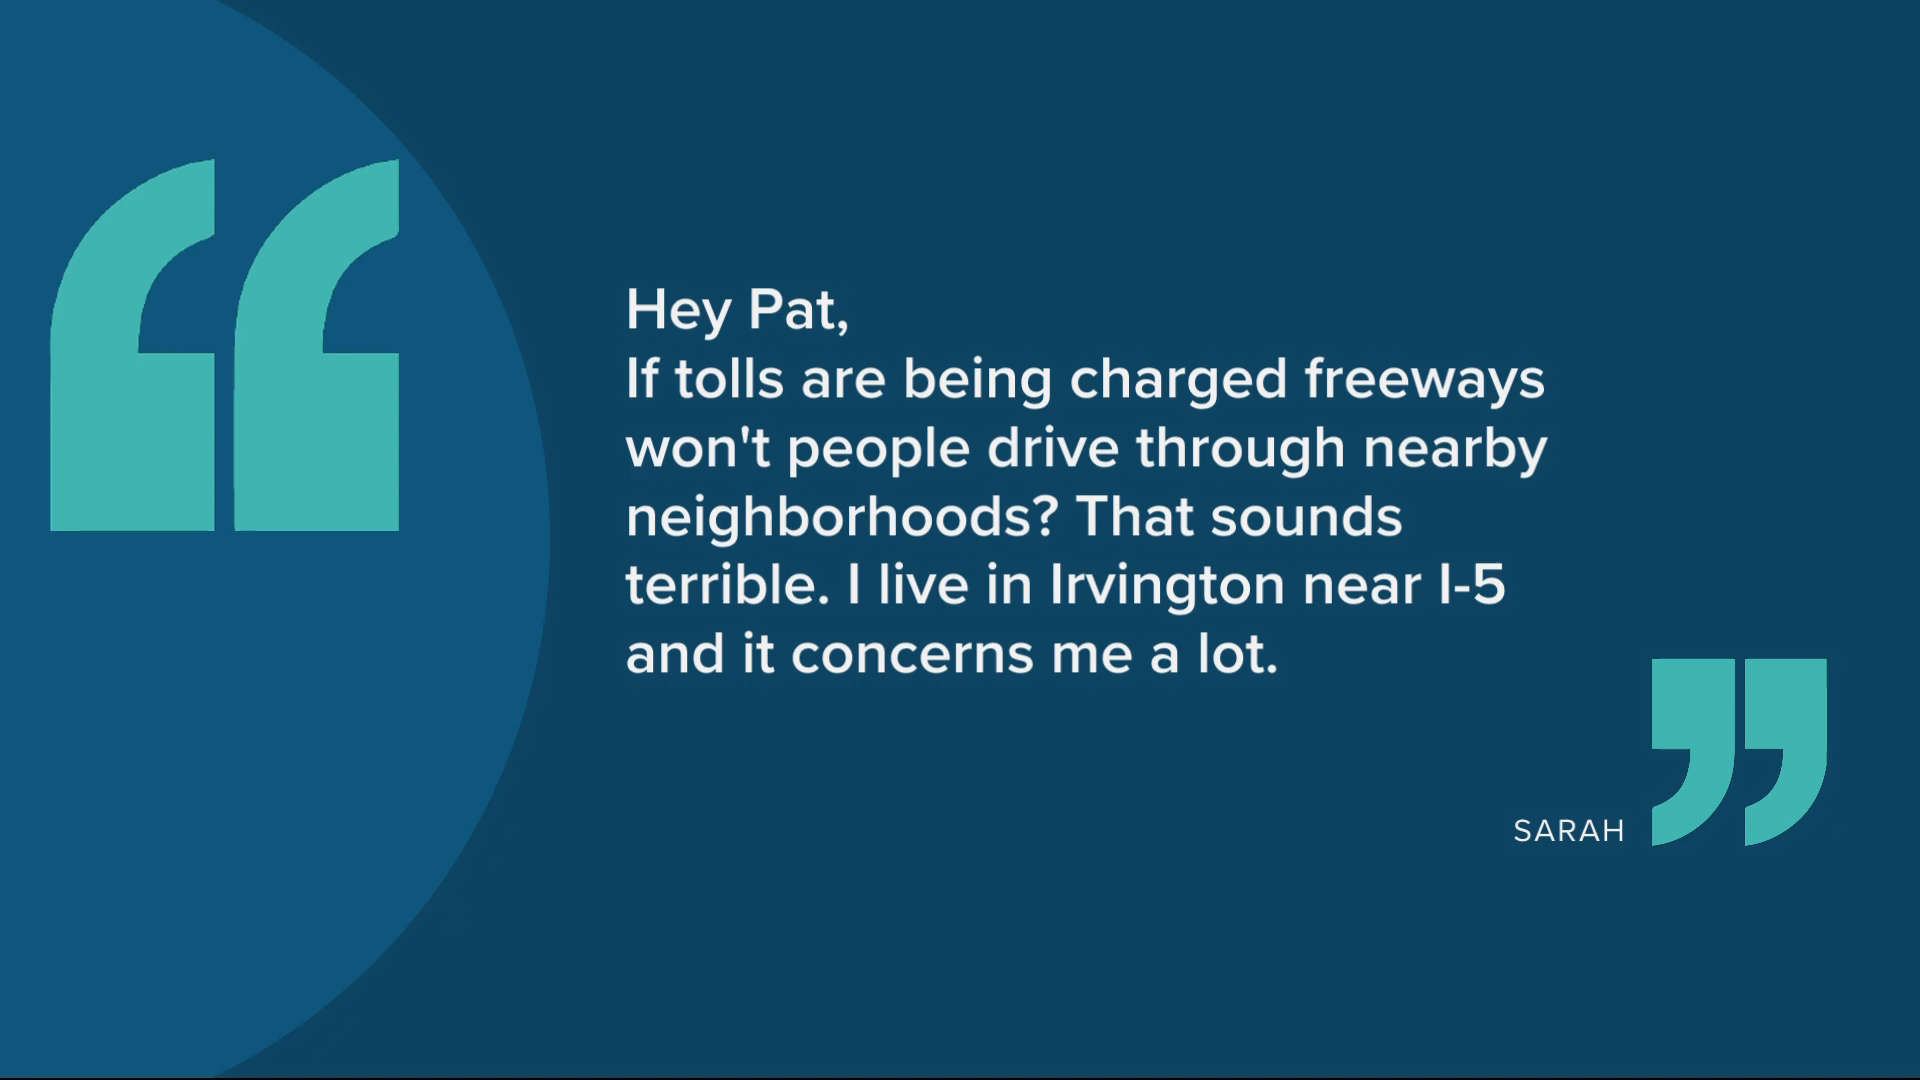 Hey Pat,
If tolls are being charged freeways
won't people drive through nearby
neighborhoods? That sounds
terrible. I live in Irvington near I-5
and it concerns me a lot.
SARAH